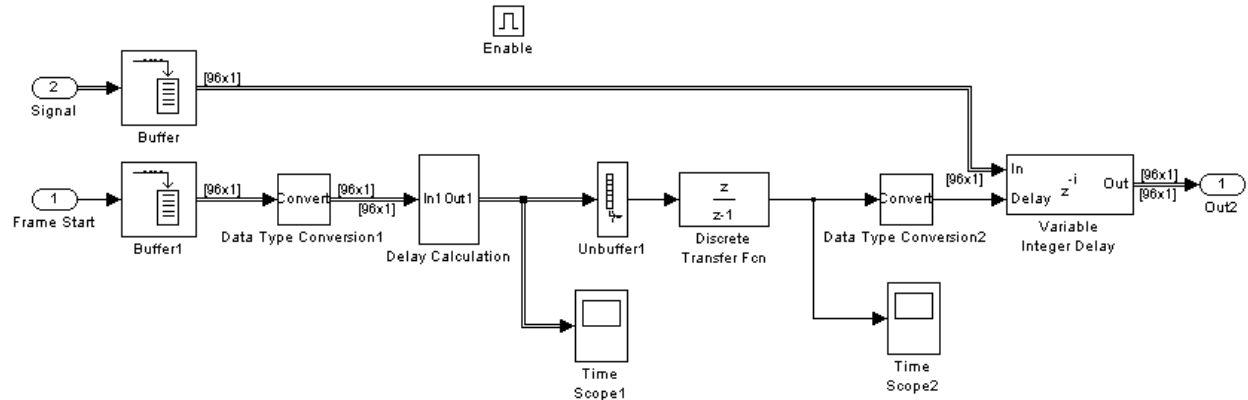 Enable
2
Signal
[96x1]
Buffer
1
Frame Start
[96x1]
Buffer1
Convert
[96x1]
[96x1]
Data Type Conversion1
In1 Out1
Delay Calculation
Unbuffer1
z
z-1
Discrete
Transfer Fcn
Convert
Data Type Conversion2
[96x1]
In
Delay
z-i
Out
Variable
Integer Delay
[96x1]
[96x1]
1
Out2
Time
Scope1
Time
Scope2